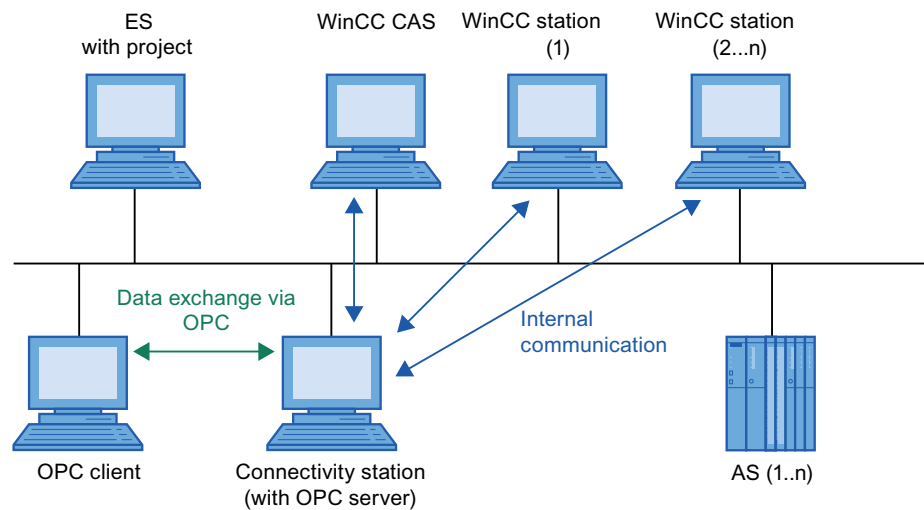 ES
with project
WinCC CAS
WinCC station
(1)
WinCC station
(2...n)
Data exchange via
OPC
Internal
communication
OPC client
Connectivity station
(with OPC server)
AS (1..n)